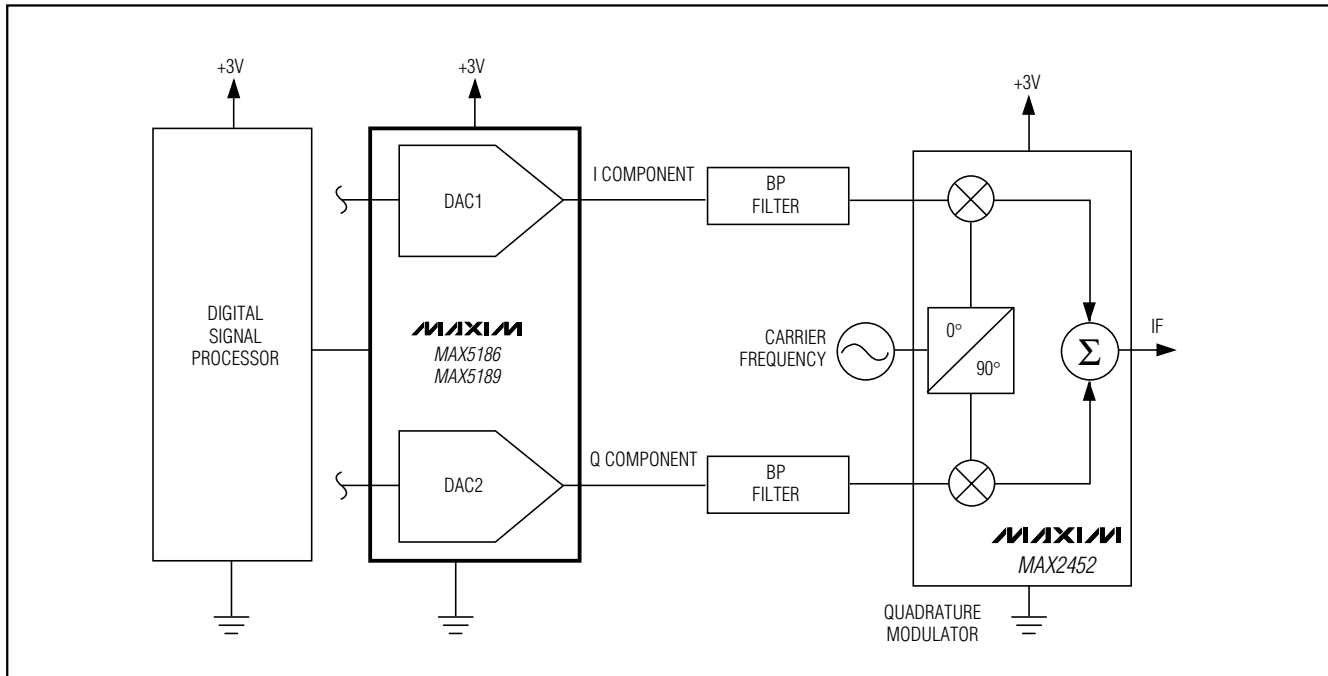 +3V
+3V
+3V
DIGITAL
SIGNAL
PROCESSOR
DAC1
MAXIM
MAX5186
MAX5189
DAC2
I COMPONENT
BP
FILTER
CARRIER
FREQUENCY
0°
90°
Σ
IF
Q COMPONENT
BP
FILTER
MAXIM
MAX2452
QUADRATURE
MODULATOR